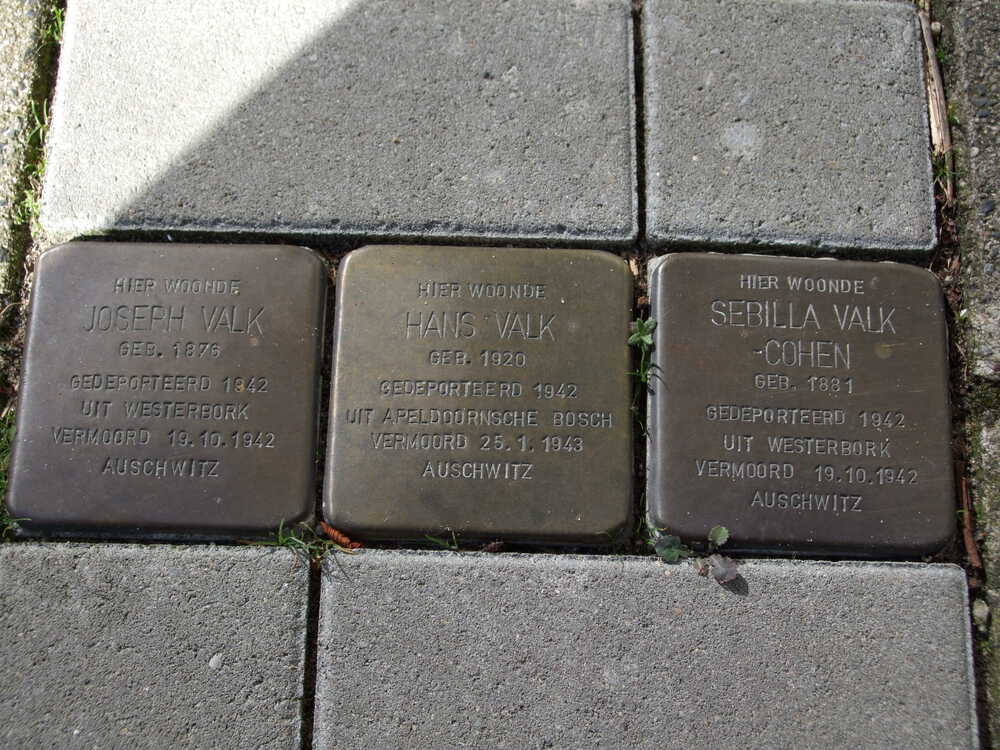 HIER WOONDE
JOSEPH VALK
GEB. 1876
GEDEPORTEERD 1942
UIT WESTERBORK
VERMOORD 19.10.1942
AUSCHWITZ
HIER WOONDE
HANS VALK
GEB. 1920
GEDEPORTEERD 1942
UIT APELDOORNSCHE BOSCH
VERMOORD 25.1.1943
AUSCHWITZ
HIER WOONDE
SEBILLA VALK
-COHEN
GEB. 1881
GEDEPORTEERD 1942
UIT WESTERBORK
VERMOORD 19.10.1942
AUSCHWITZ